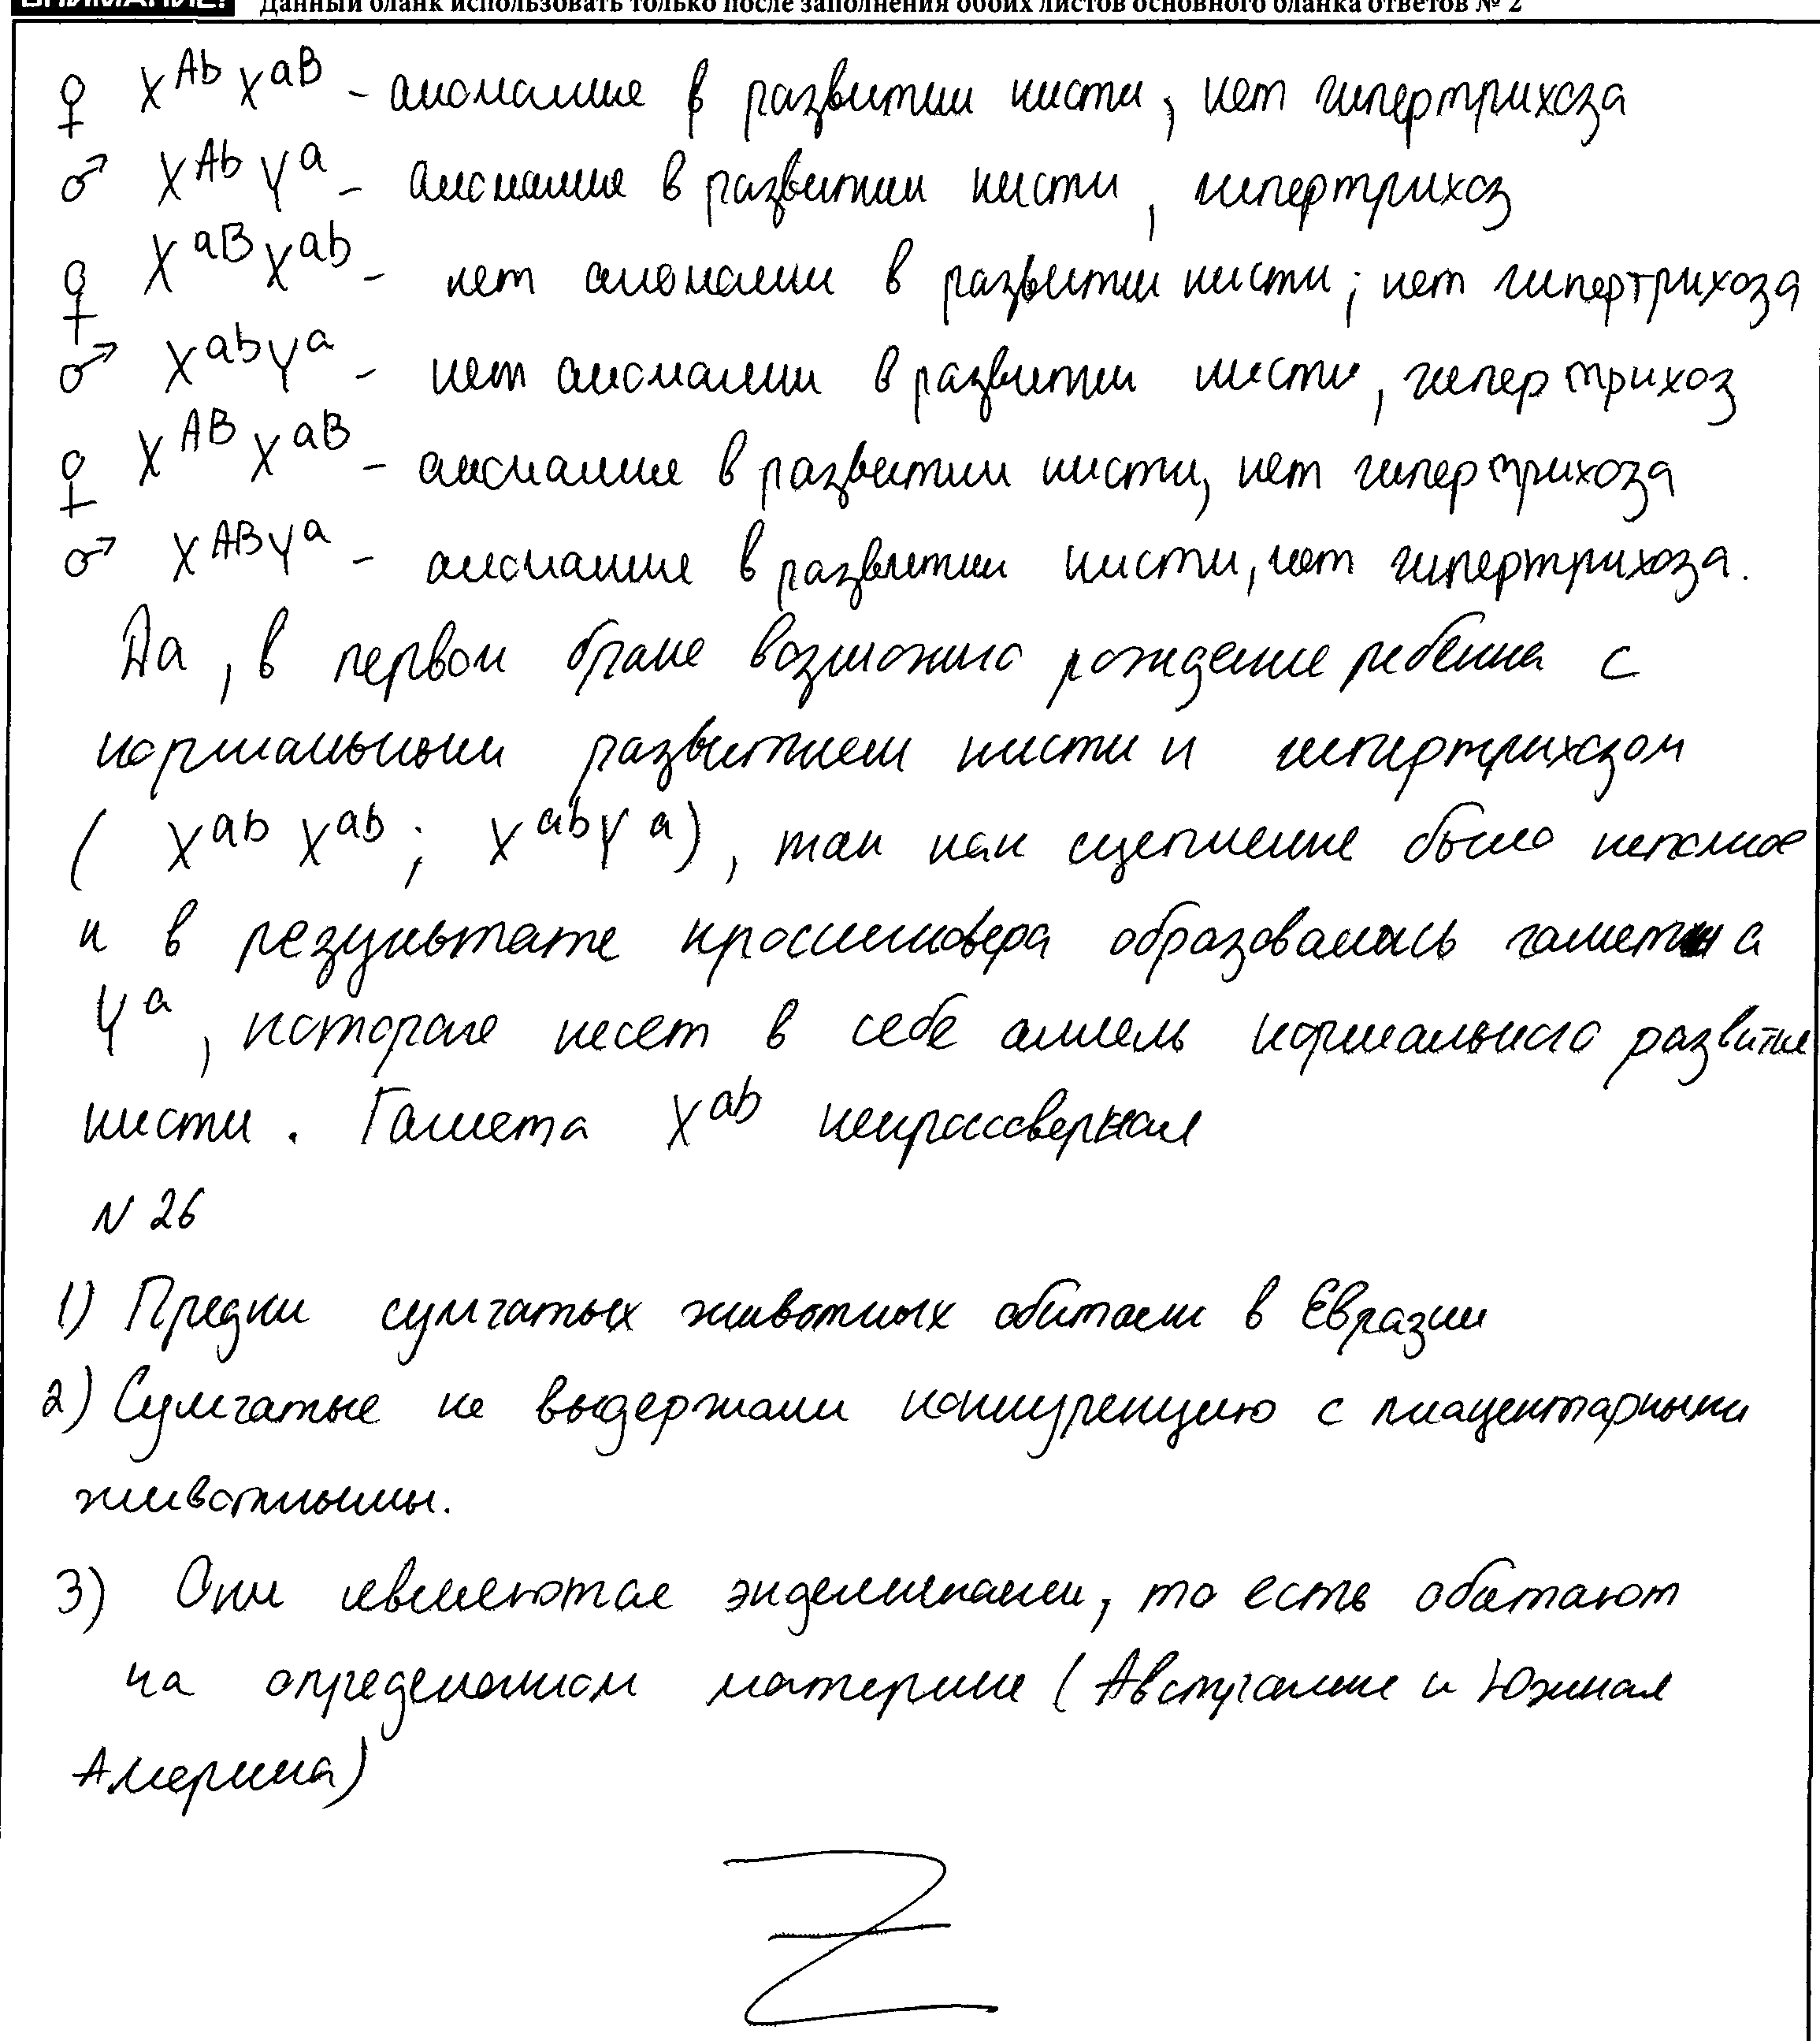 ВНИМАНИЕ! Данный бланк использовать только после заполнения обоих листов основного бланка ответов № 2
♀ X^Ab X^aB - аномалия в развитии кисти, нет гипертрихоза
♂ X^Ab Y^a - аномалия в развитии кисти, гипертрихоз
♀ X^aB X^ab - нет аномалии в развитии кисти; нет гипертрихоза
♂ X^ab Y^a - нет аномалии в развитии кисти, гипертрихоз
♀ X^AB X^aB - аномалия в развитии кисти, нет гипертрихоза
♂ X^AB Y^a - аномалия в развитии кисти, нет гипертрихоза.
Да, в первом браке возможно рождение ребенка с
нормальным развитием кисти и гипертрихозом
( X^ab X^ab ; X^ab Y^a), так как сцепление было неполное
и в результате кроссинговера образовалась гамета
Y^a, которая несет в себе аллель нормального развития
кисти. Гамета X^ab некроссоверная
N 26
1) Предки сумчатых животных обитали в Евразии
2) Сумчатые не выдержали конкуренцию с плацентарными
животными.
3) Они являются эндемиками, то есть обитают
на определенном материке (Австралия и Южная
Америка)
Z